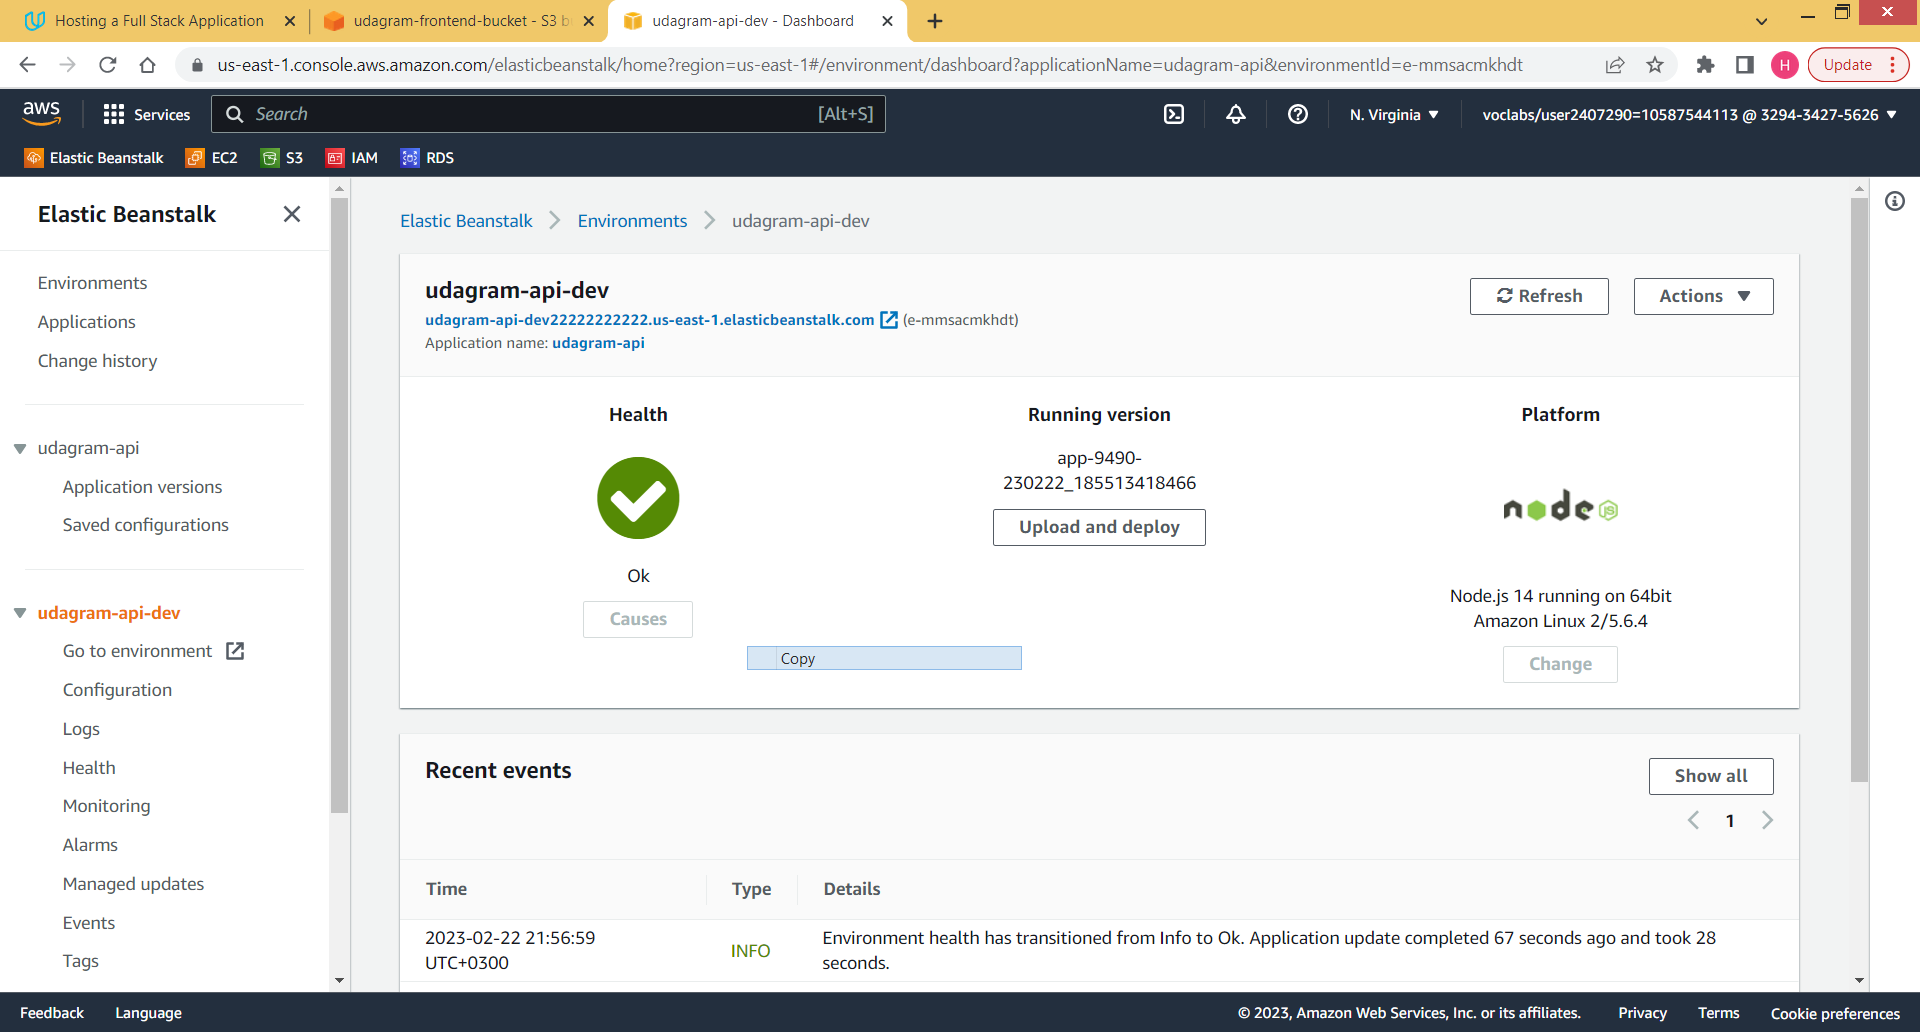 Hosting a Full Stack Application
udagram-frontend-bucket - S3 b
udagram-api-dev - Dashboard
us-east-1.console.aws.amazon.com/elasticbeanstalk/home?region=us-east-1#/environment/dashboard?applicationName=udagram-api&environmentId=e-mmsacmkhdt
H
Update
aws
Services
Search
[Alt+S]
N. Virginia
voclabs/user2407290=10587544113 @ 3294-3427-5626
Elastic Beanstalk
EC2
S3
IAM
RDS
Elastic Beanstalk
Environments
Applications
Change history
udagram-api
Application versions
Saved configurations
udagram-api-dev
Go to environment
Configuration
Logs
Health
Monitoring
Alarms
Managed updates
Events
Tags
Elastic Beanstalk
Environments
udagram-api-dev
udagram-api-dev
udagram-api-dev22222222222.us-east-1.elasticbeanstalk.com (e-mmsacmkhdt)
Application name: udagram-api
Refresh
Actions
Health
Ok
Causes
Running version
app-9490-
230222_185513418466
Upload and deploy
Platform
node JS
Node.js 14 running on 64bit
Amazon Linux 2/5.6.4
Change
Copy
Recent events
Show all
1
Time
Type
Details
2023-02-22 21:56:59
UTC+0300
INFO
Environment health has transitioned from Info to Ok. Application update completed 67 seconds ago and took 28
seconds.
Feedback
Language
© 2023, Amazon Web Services, Inc. or its affiliates.
Privacy
Terms
Cookie preferences